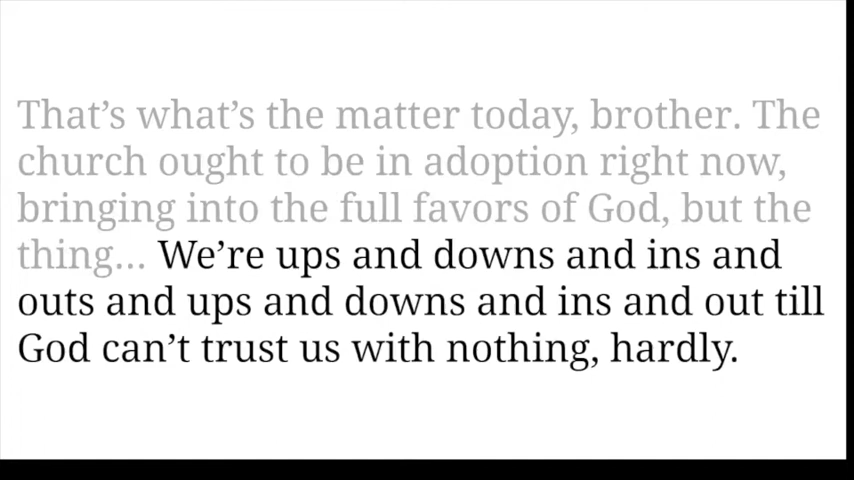 That’s what’s the matter today, brother. The
church ought to be in adoption right now,
bringing into the full favors of God, but the
thing... We’re ups and downs and ins and
outs and ups and downs and ins and out till
God can’t trust us with nothing, hardly.